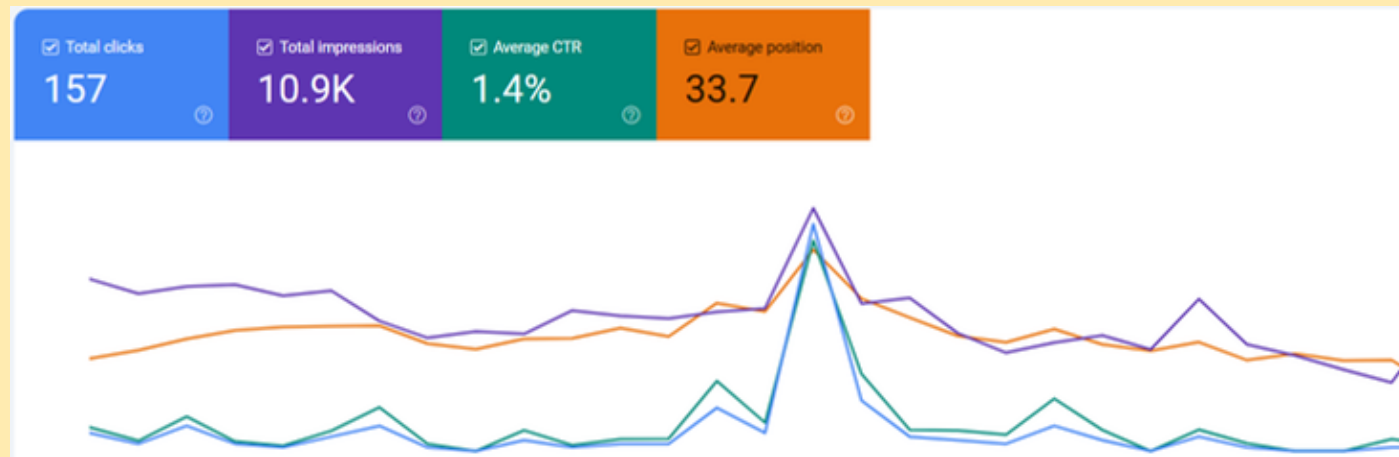 Total clicks
157
Total impressions
10.9K
Average CTR
1.4%
Average position
33.7